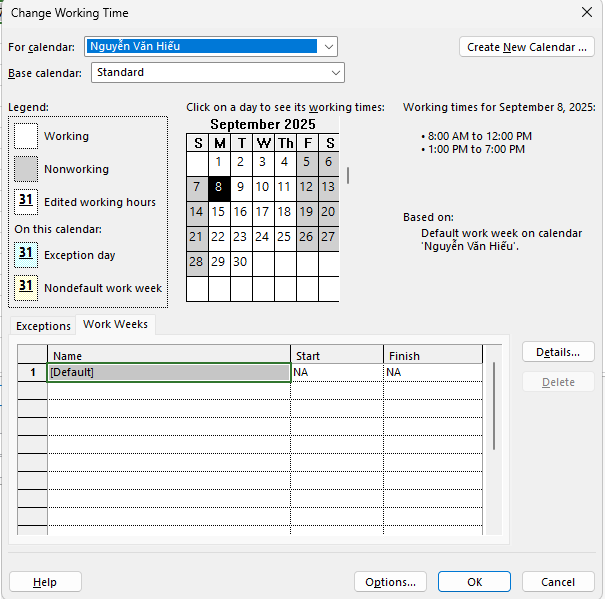 Change Working Time
For calendar: Nguyễn Văn Hiếu
Create New Calendar ...
Base calendar: Standard
Legend:
Working
Nonworking
31 Edited working hours
On this calendar:
31 Exception day
31 Nondefault work week
Click on a day to see its working times:
September 2025
S M T W Th F S
1 2 3 4 5 6
7 8 9 10 11 12 13
14 15 16 17 18 19 20
21 22 23 24 25 26 27
28 29 30
Working times for September 8, 2025:
• 8:00 AM to 12:00 PM
• 1:00 PM to 7:00 PM
Based on:
Default work week on calendar
'Nguyễn Văn Hiếu'.
Exceptions Work Weeks
Name Start Finish
1 [Default] NA NA
Details...
Delete
Help Options... OK Cancel